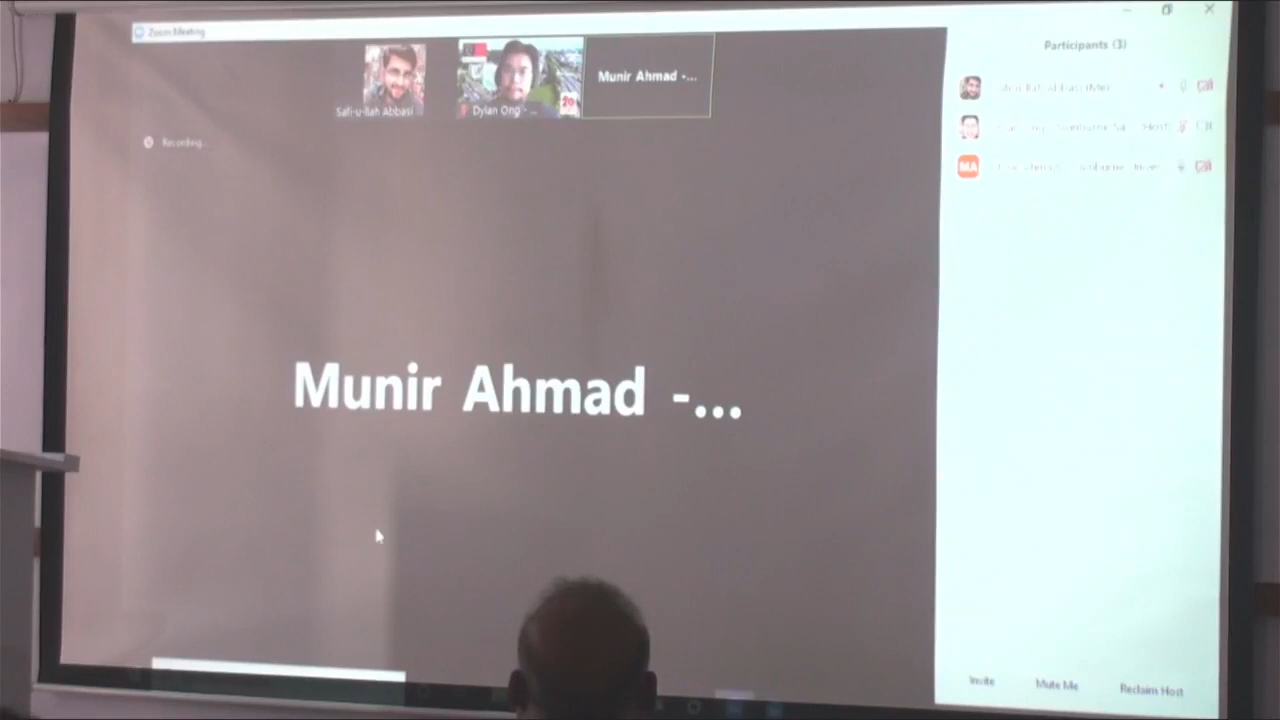 Zoom Meeting
Participants (3)
Safi-u-llah Abbasi
Dylan Ong - ...
Munir Ahmad -...
MA
Recording...
Munir Ahmad -...
Invite
Mute Me
Reclaim Host